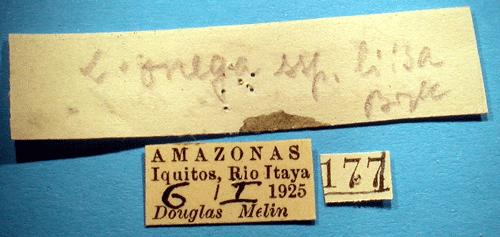 ssp.
AMAZONAS
Iquitos, Rio Itaya
6 / I 1925
Douglas Melin
177